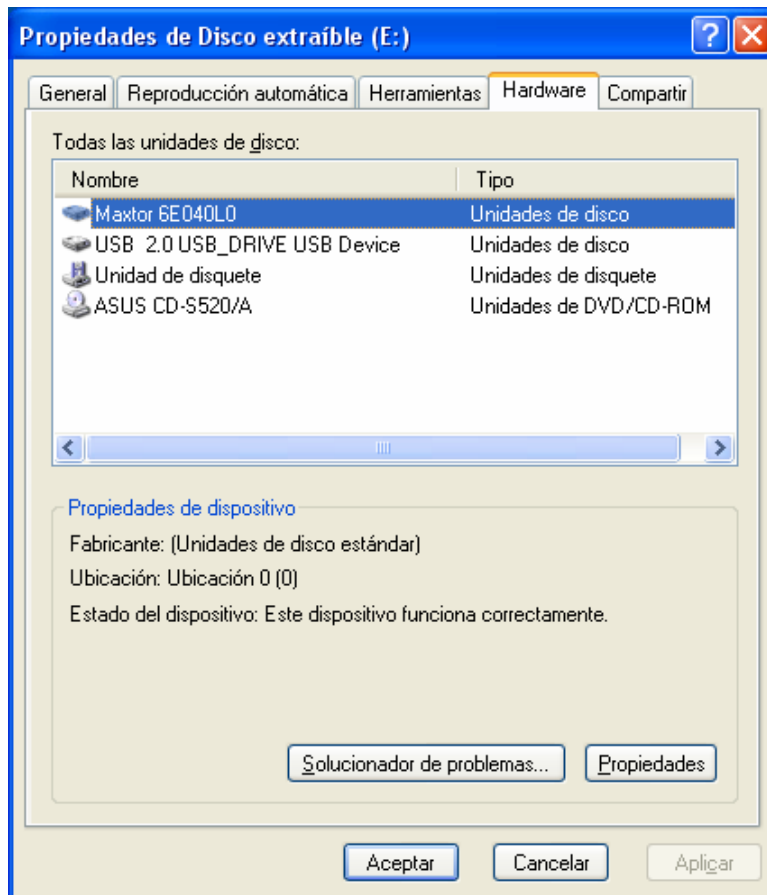 Propiedades de Disco extraíble (E:)
General Reproducción automática Herramientas Hardware Compartir
Todas las unidades de disco:
Nombre Tipo
Maxtor 6E040L0 Unidades de disco
USB 2.0 USB_DRIVE USB Device Unidades de disco
Unidad de disquete Unidades de disquete
ASUS CD-S520/A Unidades de DVD/CD-ROM
Propiedades de dispositivo
Fabricante: (Unidades de disco estándar)
Ubicación: Ubicación 0 (0)
Estado del dispositivo: Este dispositivo funciona correctamente.
Solucionador de problemas... Propiedades
Aceptar Cancelar Aplicar